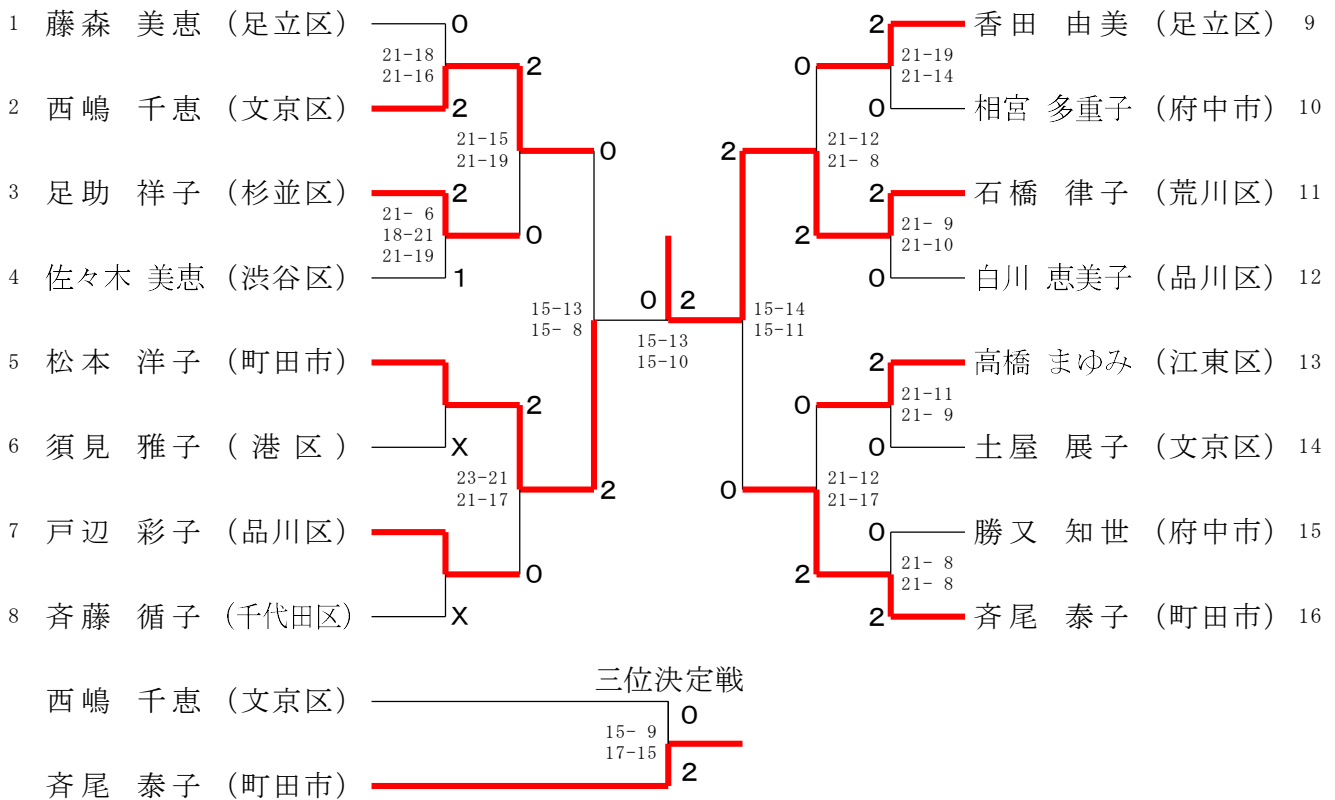 1 藤森 美恵 (足立区) 0
21-18
21-16
2
2 西嶋 千恵 (文京区) 2
21-15
21-19
0
3 足助 祥子 (杉並区) 2
21- 6
18-21
21-19
0
4 佐々木 美恵 (渋谷区) 1
15-13
15- 8
5 松本 洋子 (町田市)
2
6 須見 雅子 (港区) X
23-21
21-17
2
7 戸辺 彩子 (品川区)
0
8 斉藤 循子 (千代田区) X
0 2
15-13
15-10
2 香田 由美 (足立区) 9
0
21-19
21-14
0 相宮 多重子 (府中市) 10
2
21-12
21- 8
2 石橋 律子 (荒川区) 11
2
21- 9
21-10
0 白川 恵美子 (品川区) 12
15-14
15-11
2 高橋 まゆみ (江東区) 13
0
21-11
21- 9
0 土屋 展子 (文京区) 14
0
21-12
21-17
0 勝又 知世 (府中市) 15
2
21- 8
21- 8
2 斉尾 泰子 (町田市) 16
三位決定戦
西嶋 千恵 (文京区) 0
15- 9
17-15
斉尾 泰子 (町田市) 2